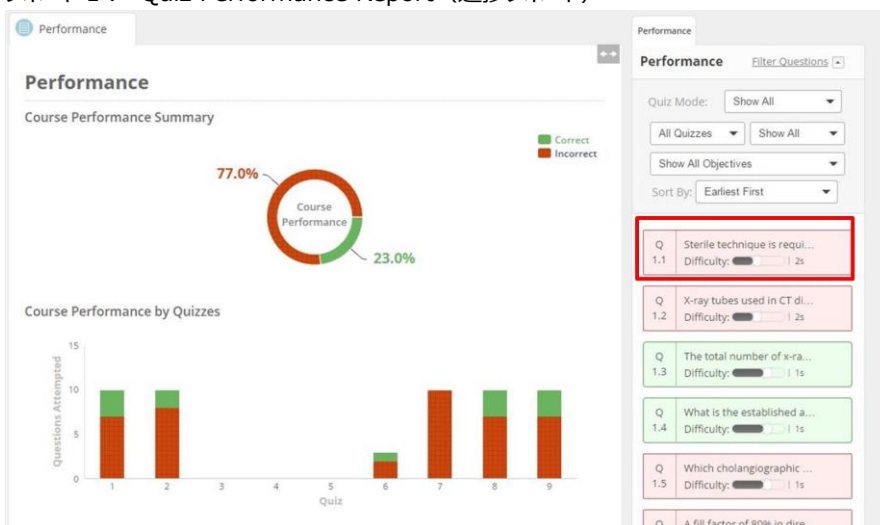 Performance
Performance
Course Performance Summary
Correct
Incorrect
77.0%
Course
Performance
23.0%
Course Performance by Quizzes
Questions Attempted
15
10
5
0
1 2 3 4 5 6 7 8 9
Quiz
Performance
Performance Filter Questions
Quiz Mode: Show All
All Quizzes Show All
Show All Objectives
Sort By: Earliest First
Q Sterile technique is requi...
1.1 Difficulty: 2s
Q X-ray tubes used in CT di...
1.2 Difficulty: 2s
Q The total number of x-ra...
1.3 Difficulty: 1s
Q What is the established a...
1.4 Difficulty: 1s
Q Which cholangiographic ...
1.5 Difficulty: 1s
Q A fill factor of 80% in dire...